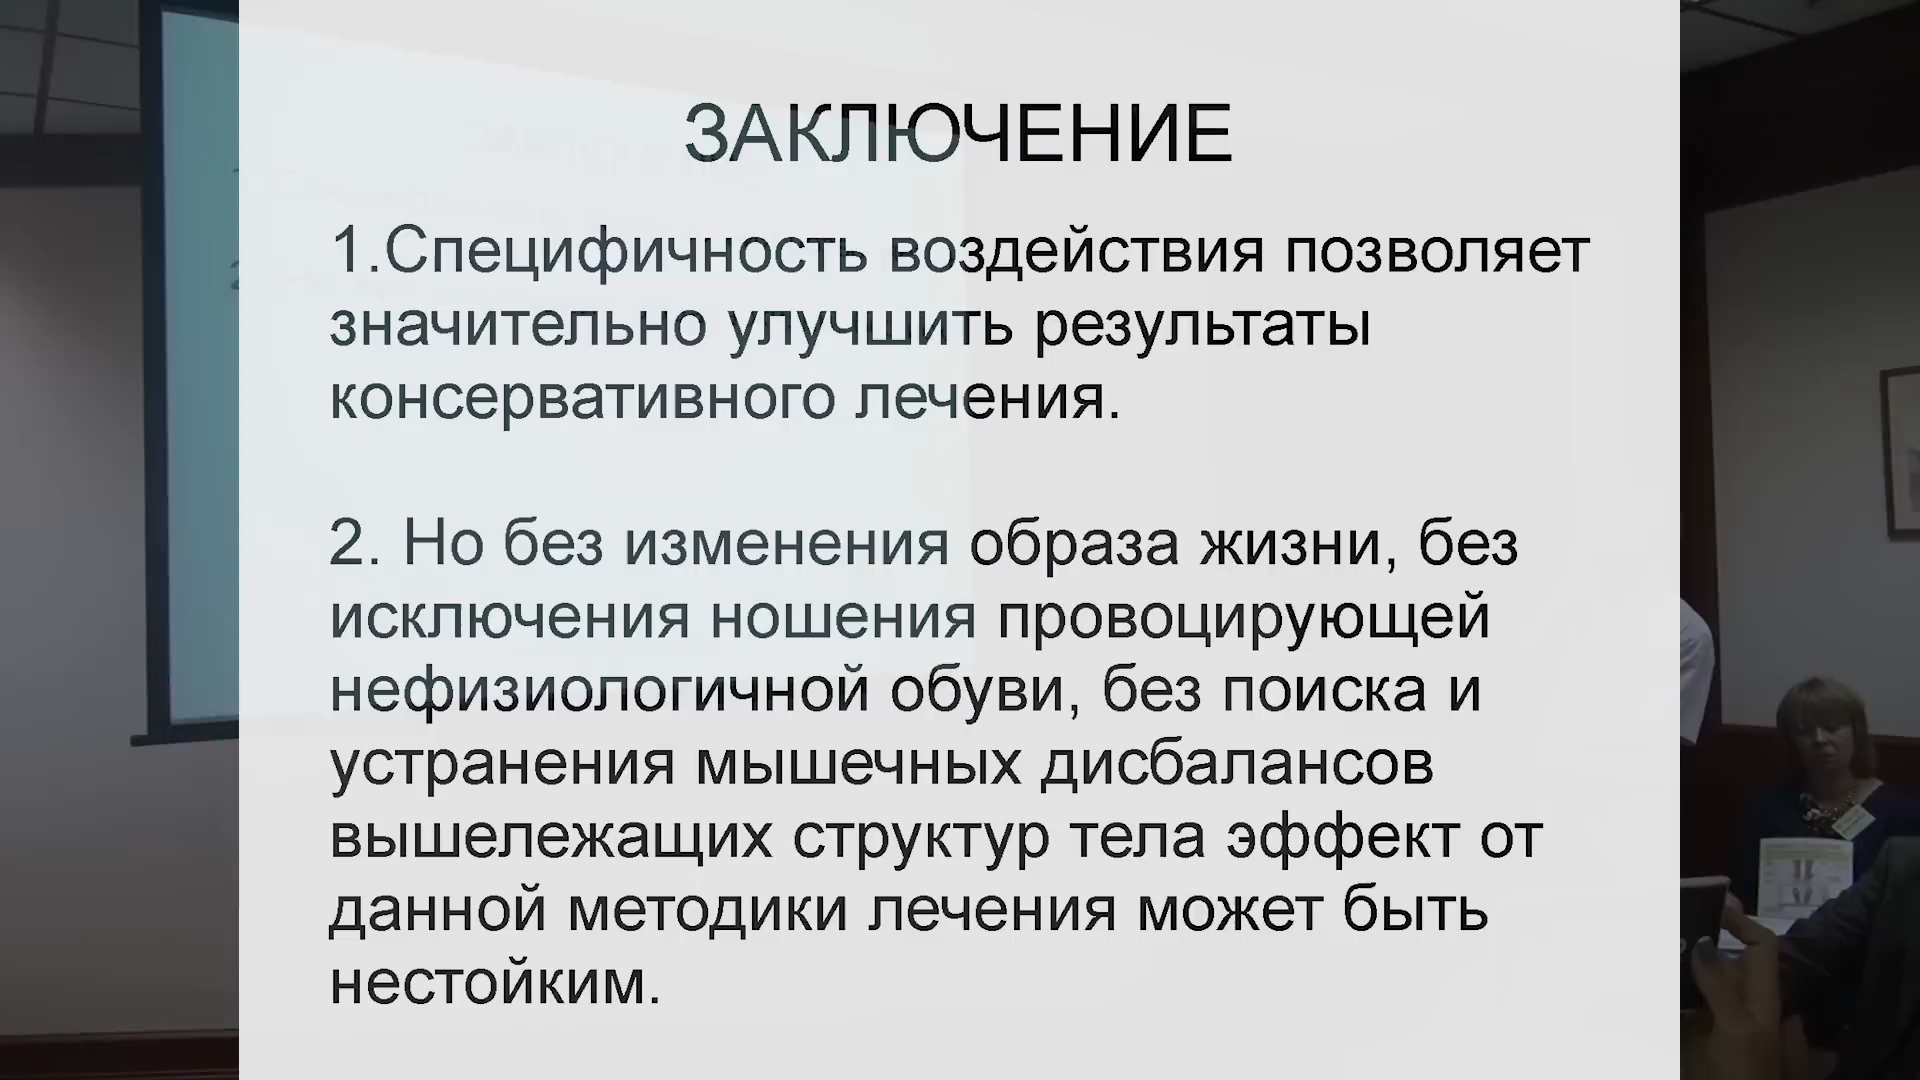 ЗАКЛЮЧЕНИЕ
1.Специфичность воздействия позволяет
значительно улучшить результаты
консервативного лечения.
2. Но без изменения образа жизни, без
исключения ношения провоцирующей
нефизиологичной обуви, без поиска и
устранения мышечных дисбалансов
вышележащих структур тела эффект от
данной методики лечения может быть
нестойким.